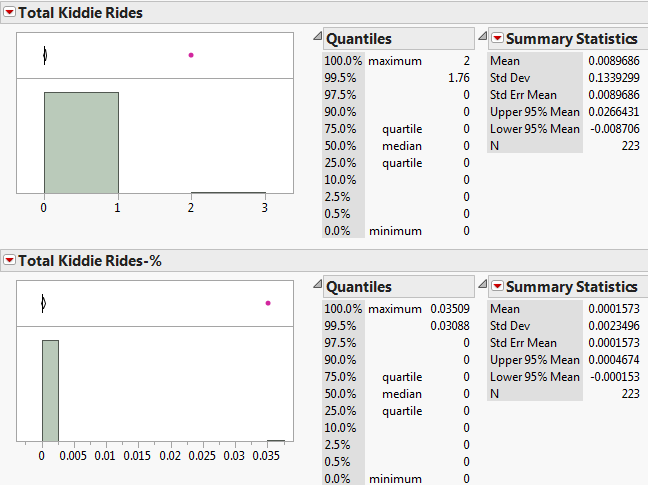 Total Kiddie Rides
0 1 2 3
Quantiles
100.0% maximum 2
99.5% 1.76
97.5% 0
90.0% 0
75.0% quartile 0
50.0% median 0
25.0% quartile 0
10.0% 0
2.5% 0
0.5% 0
0.0% minimum 0
Summary Statistics
Mean 0.0089686
Std Dev 0.1339299
Std Err Mean 0.0089686
Upper 95% Mean 0.0266431
Lower 95% Mean -0.008706
N 223
Total Kiddie Rides-%
0 0.005 0.01 0.015 0.02 0.025 0.03 0.035
Quantiles
100.0% maximum 0.03509
99.5% 0.03088
97.5% 0
90.0% 0
75.0% quartile 0
50.0% median 0
25.0% quartile 0
10.0% 0
2.5% 0
0.5% 0
0.0% minimum 0
Summary Statistics
Mean 0.0001573
Std Dev 0.0023496
Std Err Mean 0.0001573
Upper 95% Mean 0.0004674
Lower 95% Mean -0.000153
N 223